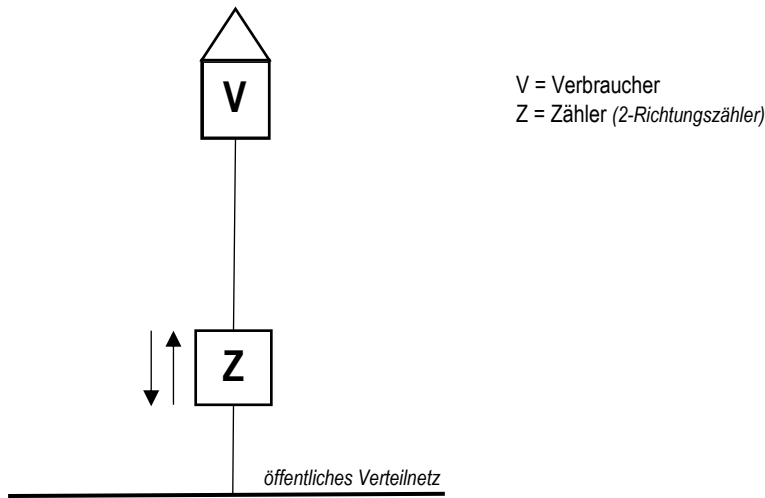 V
V = Verbraucher
Z = Zähler (2-Richtungszähler)
Z
öffentliches Verteilnetz